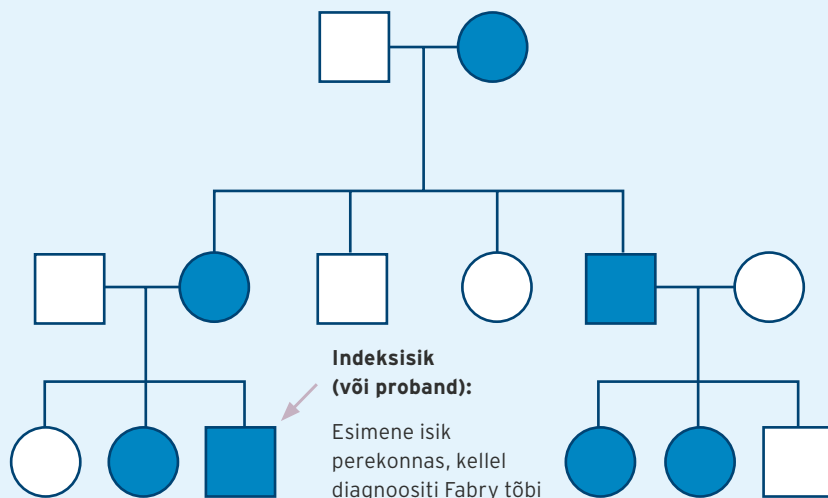 Indeksisik
(või proband):
Esimene isik
perekonnas, kellel
diagnoositi Fabry tõbi